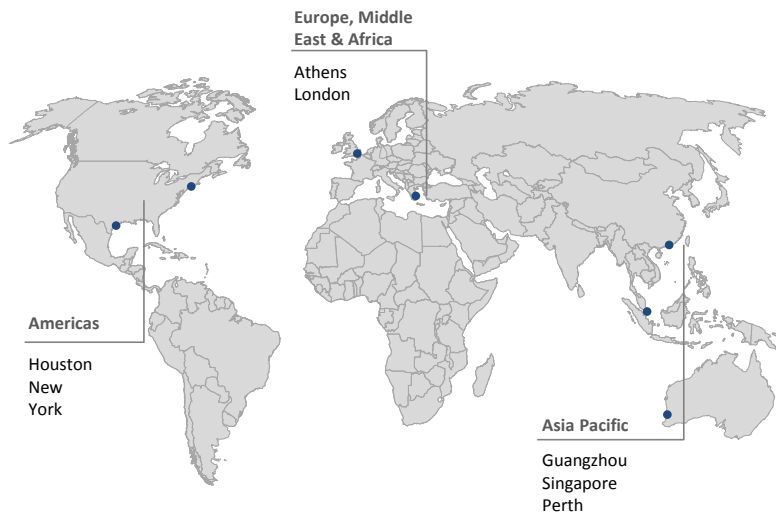 Europe, Middle
East & Africa
Athens
London
Americas
Houston
New
York
Asia Pacific
Guangzhou
Singapore
Perth